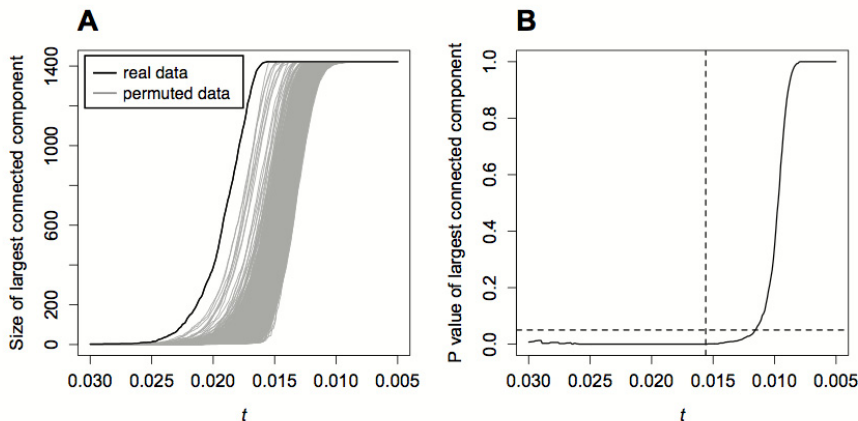 A
Size of largest connected component
1400
1000
600
200
0
real data
permuted data
0.030 0.025 0.020 0.015 0.010 0.005
t
B
P value of largest connected component
1.0
0.8
0.6
0.4
0.2
0.0
0.030 0.025 0.020 0.015 0.010 0.005
t